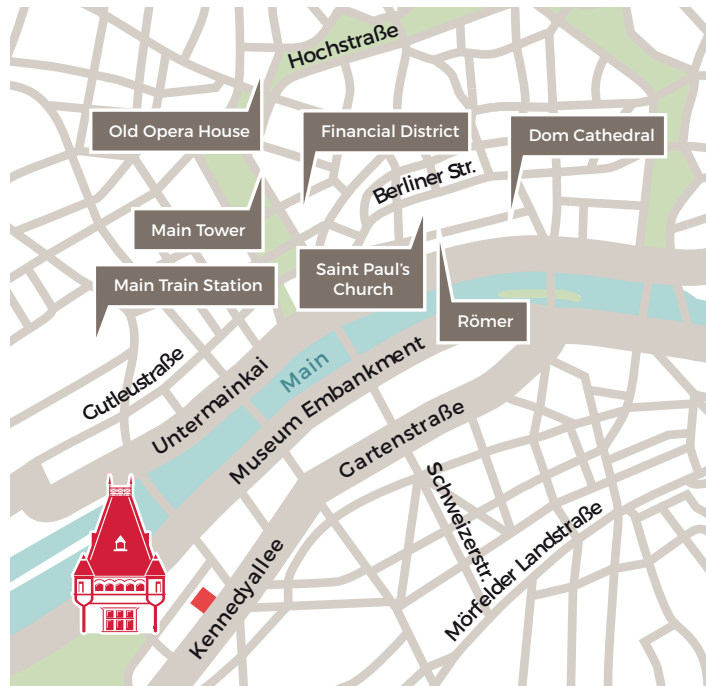 Hochstraße
Old Opera House
Financial District
Dom Cathedral
Berliner Str.
Main Tower
Main Train Station
Saint Paul's
Church
Römer
Gutleustraße
Untermainkai
Main
Museum Embankment
Gartenstraße
Schweizerstr.
Mörfelder Landstraße
Kennedyallee